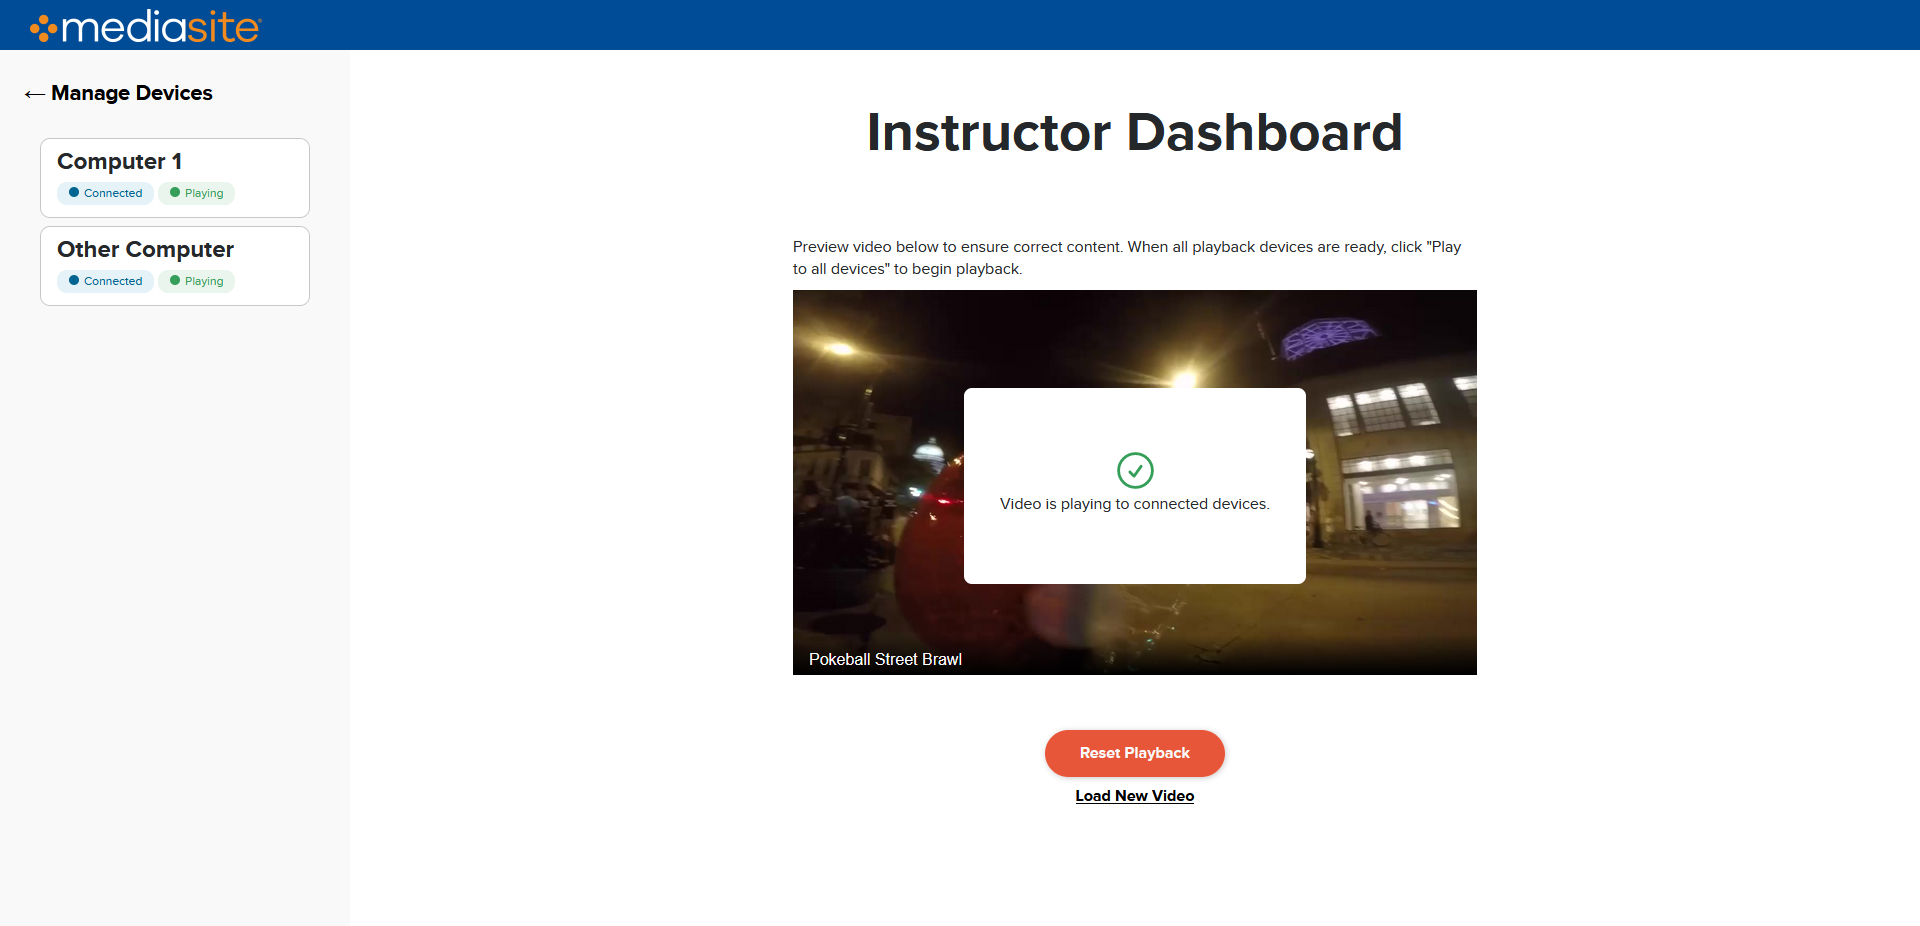 mediasite
← Manage Devices
Computer 1
Connected
Playing
Other Computer
Connected
Playing
Instructor Dashboard
Preview video below to ensure correct content. When all playback devices are ready, click "Play
to all devices" to begin playback.
Video is playing to connected devices.
Pokeball Street Brawl
Reset Playback
Load New Video